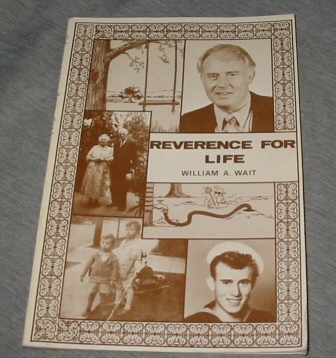 REVERENCE FOR
LIFE
WILLIAM A. WAIT